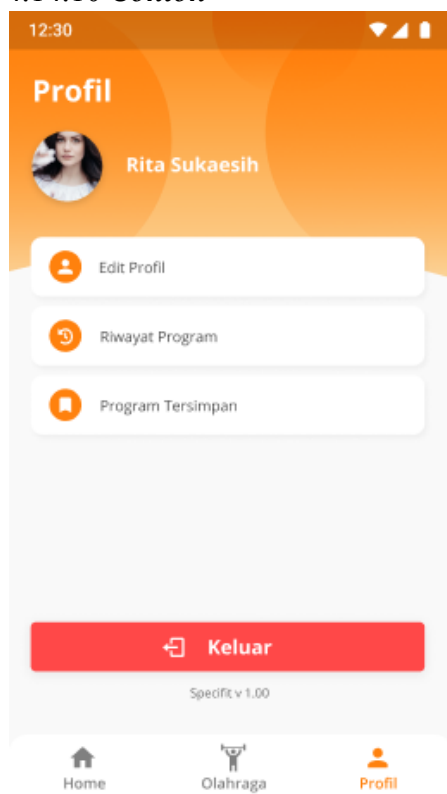 12:30
Profil
Rita Sukaesih
Edit Profil
Riwayat Program
Program Tersimpan
Keluar
Specifit v 1.00
Home Olahraga Profil